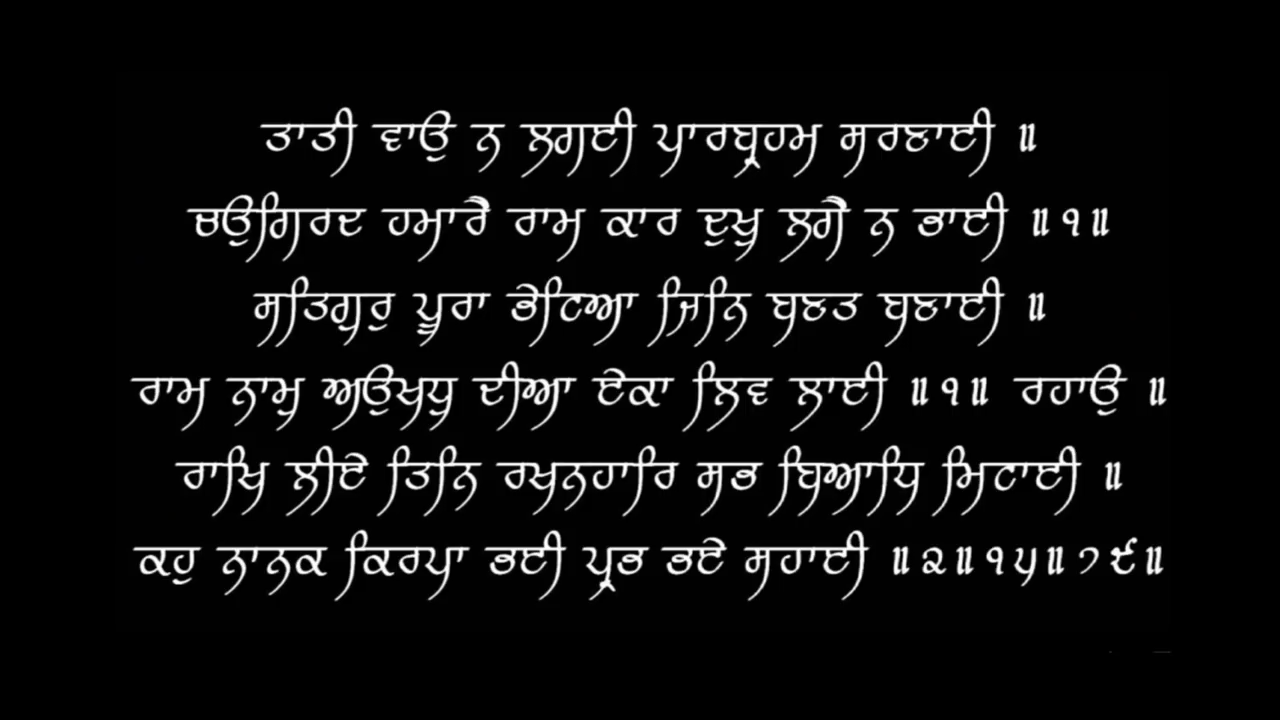 ਤਾਤੀ ਵਾਉ ਨ ਲਗਈ ਪਾਰਬ੍ਰਹਮ ਸਰਣਾਈ ॥
ਚਉਗਿਰਦ ਹਮਾਰੈ ਰਾਮ ਕਾਰ ਦੁਖੁ ਲਗੈ ਨ ਭਾਈ ॥੧॥
ਸਤਿਗੁਰੁ ਪੂਰਾ ਭੇਟਿਆ ਜਿਨਿ ਬਣਤ ਬਣਾਈ ॥
ਰਾਮ ਨਾਮੁ ਅਉਖਧੁ ਦੀਆ ਏਕਾ ਲਿਵ ਲਾਈ ॥੧॥ ਰਹਾਉ ॥
ਰਾਖਿ ਲੀਏ ਤਿਨਿ ਰਖਨਹਾਰਿ ਸਭ ਬਿਆਧਿ ਮਿਟਾਈ ॥
ਕਹੁ ਨਾਨਕ ਕਿਰਪਾ ਭਈ ਪ੍ਰਭ ਭਏ ਸਹਾਈ ॥੨॥੧੫॥੭੯॥